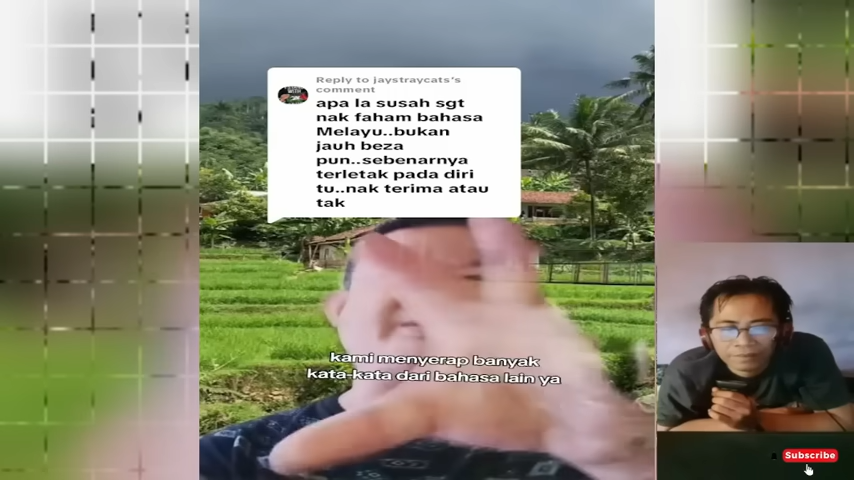 Reply to jaystraycats's
comment
apa la susah sgt
nak faham bahasa
Melayu..bukan
jauh beza
pun..sebenarnya
terletak pada diri
tu..nak terima atau
tak
kami menyerap banyak
kata-kata dari bahasa lain ya
Subscribe